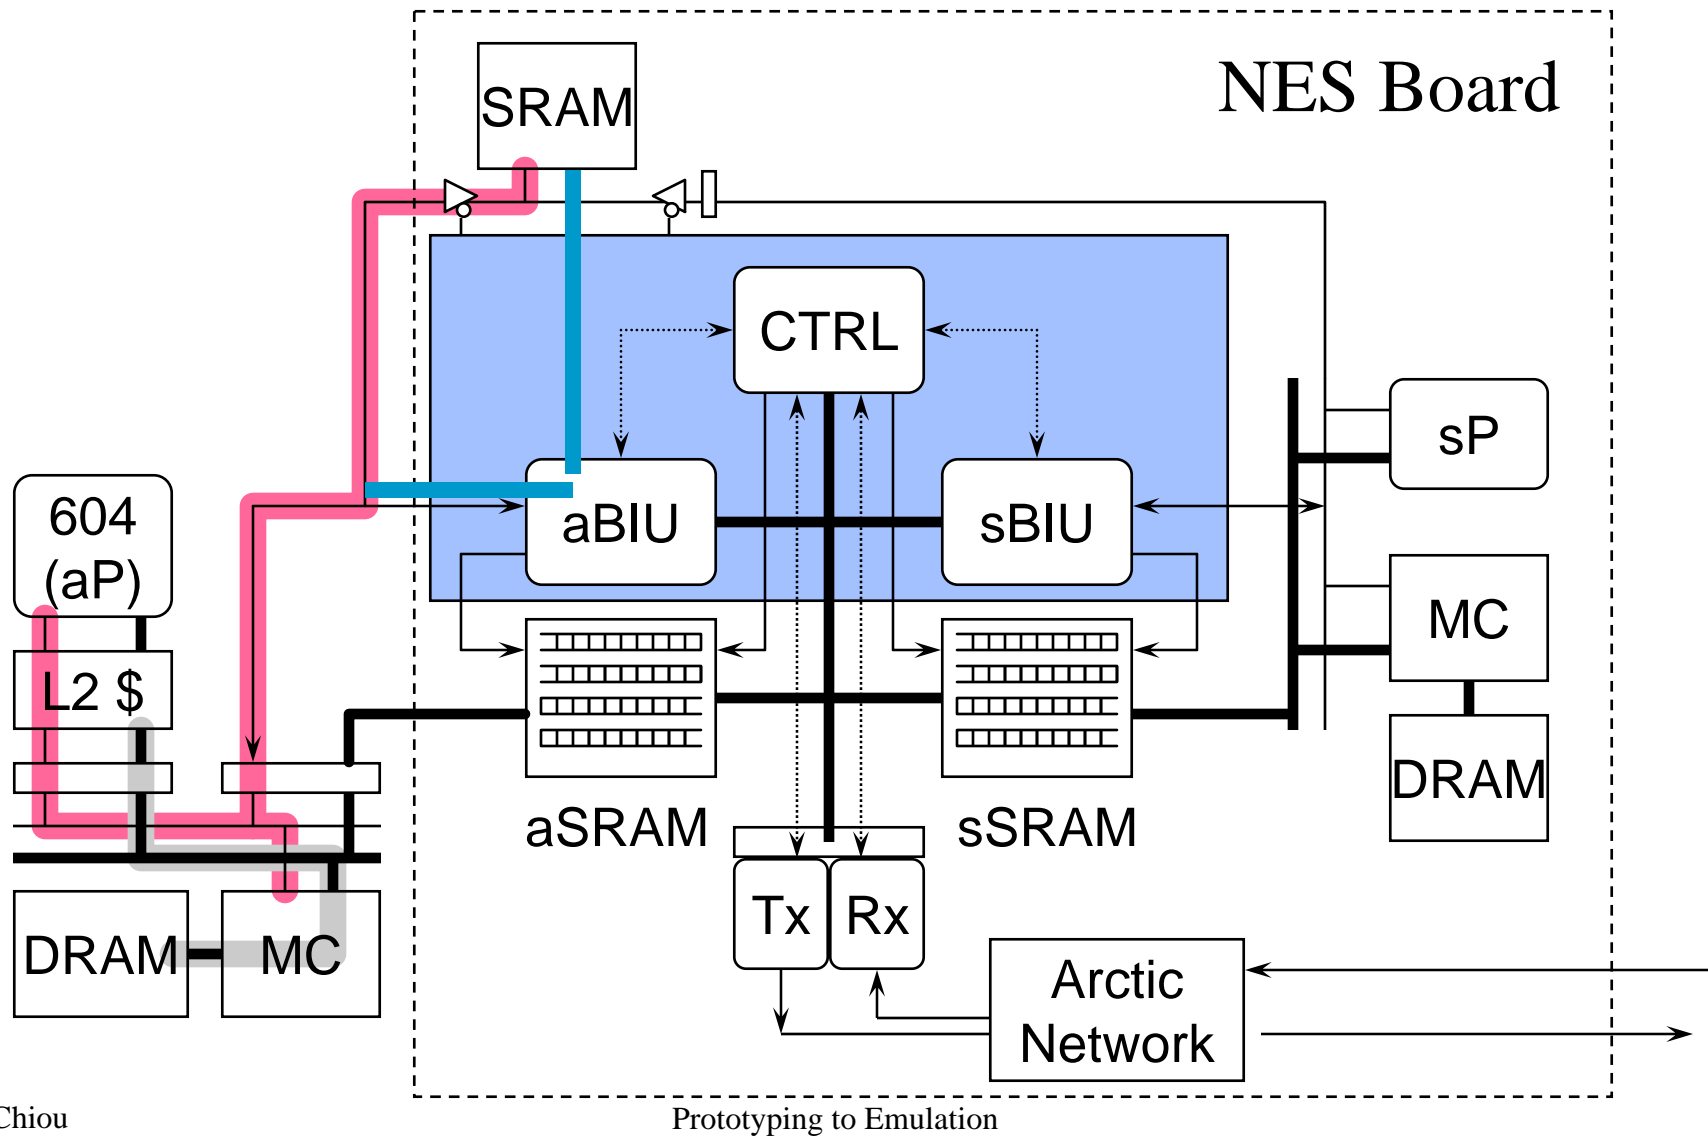 NES Board
SRAM
CTRL
aBIU
sBIU
sP
604
(aP)
MC
L2 $
DRAM
aSRAM
sSRAM
Tx
Rx
DRAM
MC
Arctic
Network
Chiou
Prototyping to Emulation